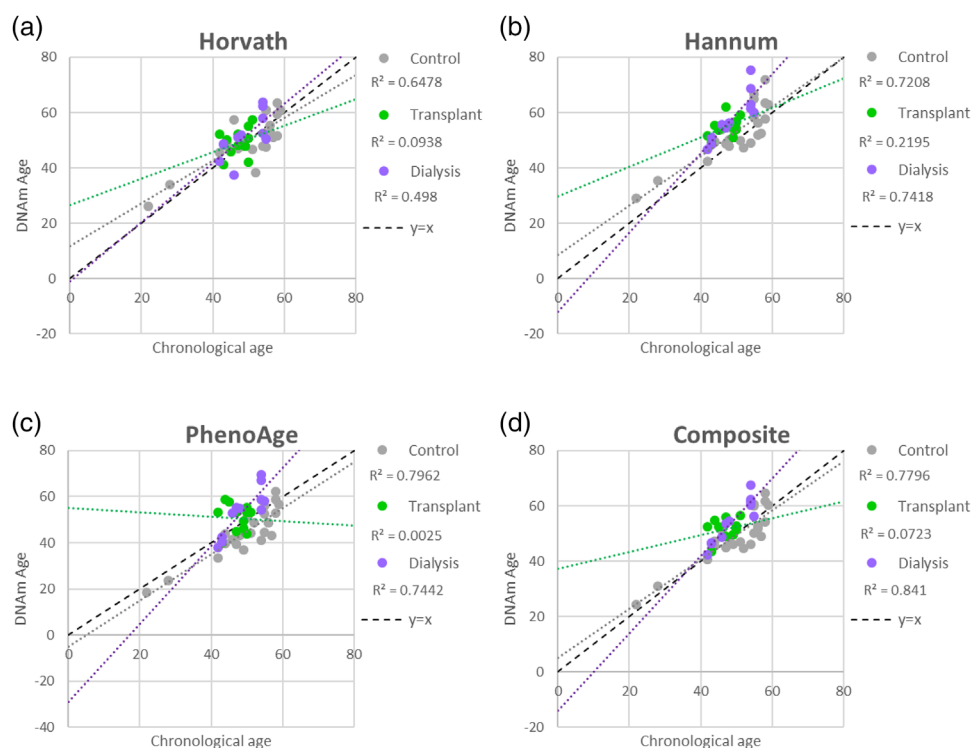 (a)
Horvath
DNAm Age
80
60
40
20
0
-20
0 20 40 60 80
Chronological age
Control
R² = 0.6478
Transplant
R² = 0.0938
Dialysis
R² = 0.498
y=x
(b)
Hannum
DNAm Age
80
60
40
20
0
-20
0 20 40 60 80
Chronological age
Control
R² = 0.7208
Transplant
R² = 0.2195
Dialysis
R² = 0.7418
y=x
(c)
PhenoAge
DNAm Age
80
60
40
20
0
-20
-40
0 20 40 60 80
Chronological age
Control
R² = 0.7962
Transplant
R² = 0.0025
Dialysis
R² = 0.7442
y=x
(d)
Composite
DNAm Age
80
60
40
20
0
-20
0 20 40 60 80
Chronological age
Control
R² = 0.7796
Transplant
R² = 0.0723
Dialysis
R² = 0.841
y=x